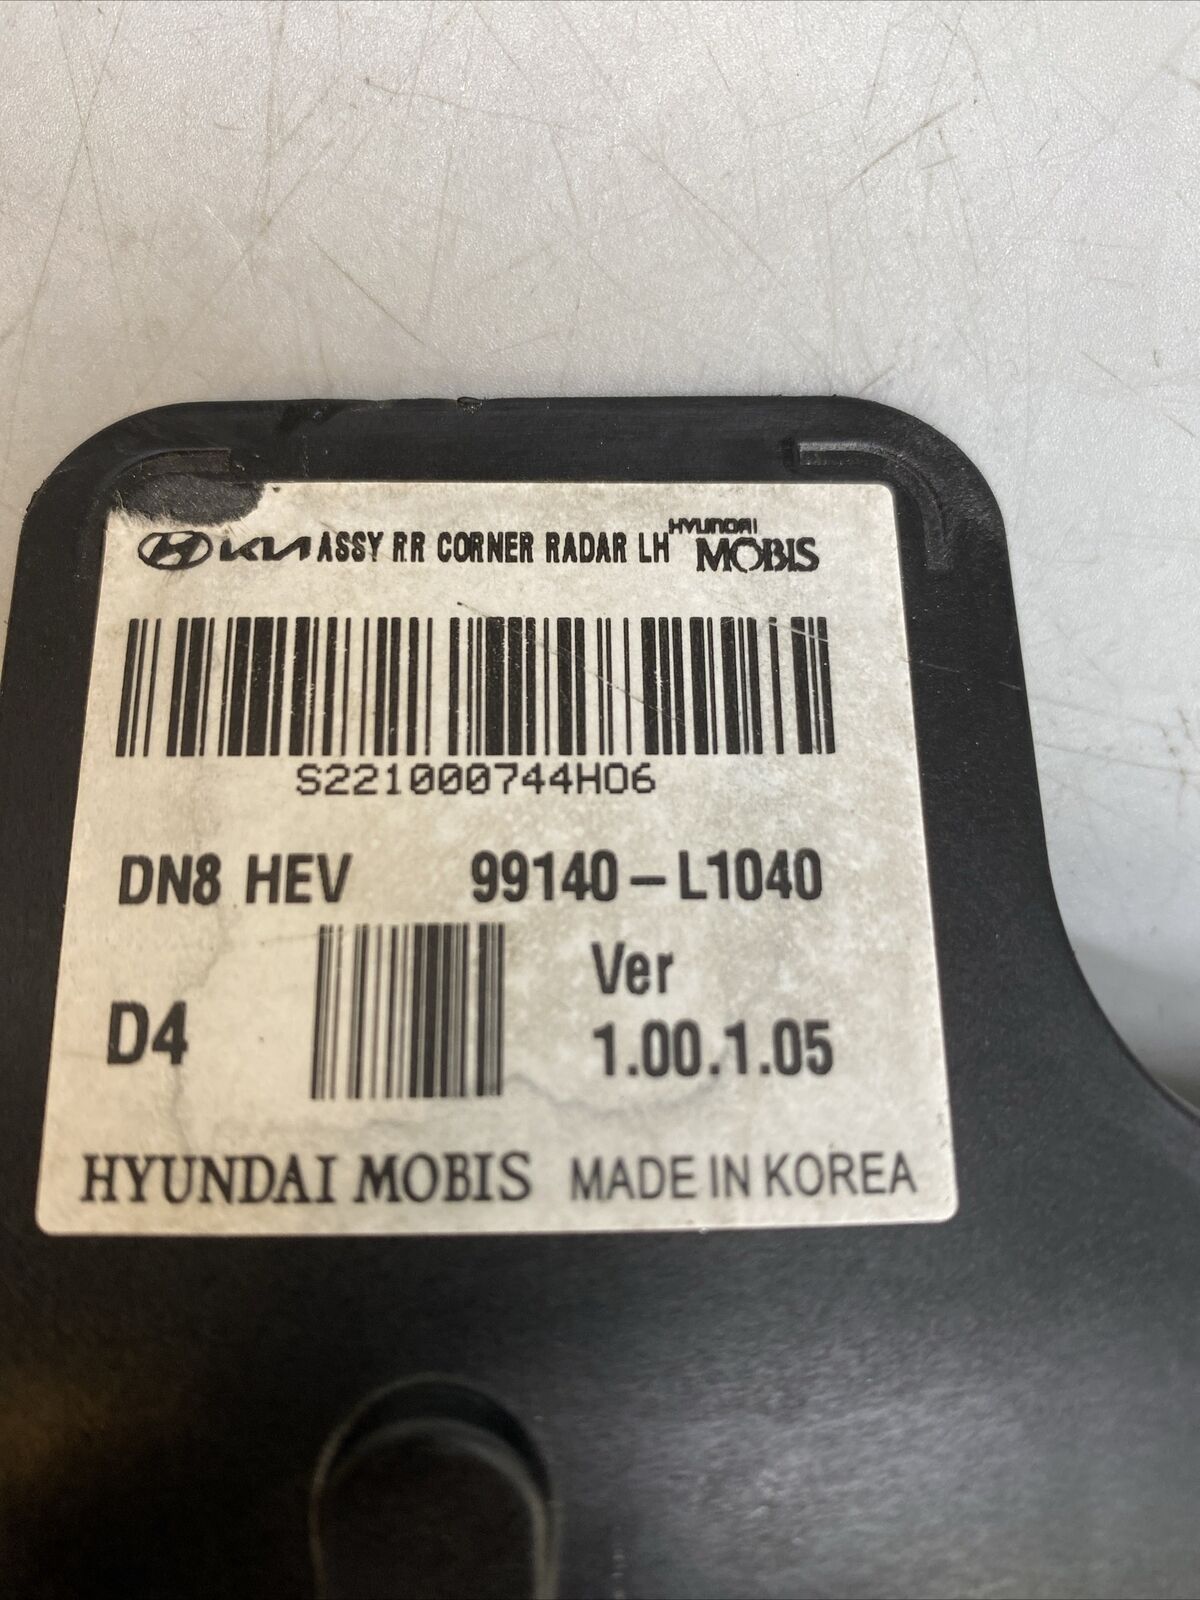 KIA ASSY RR CORNER RADAR LH HYUNDAI MOBIS
S221000744H06
DN8 HEV 99140-L1040
D4 Ver 1.00.1.05
HYUNDAI MOBIS MADE IN KOREA